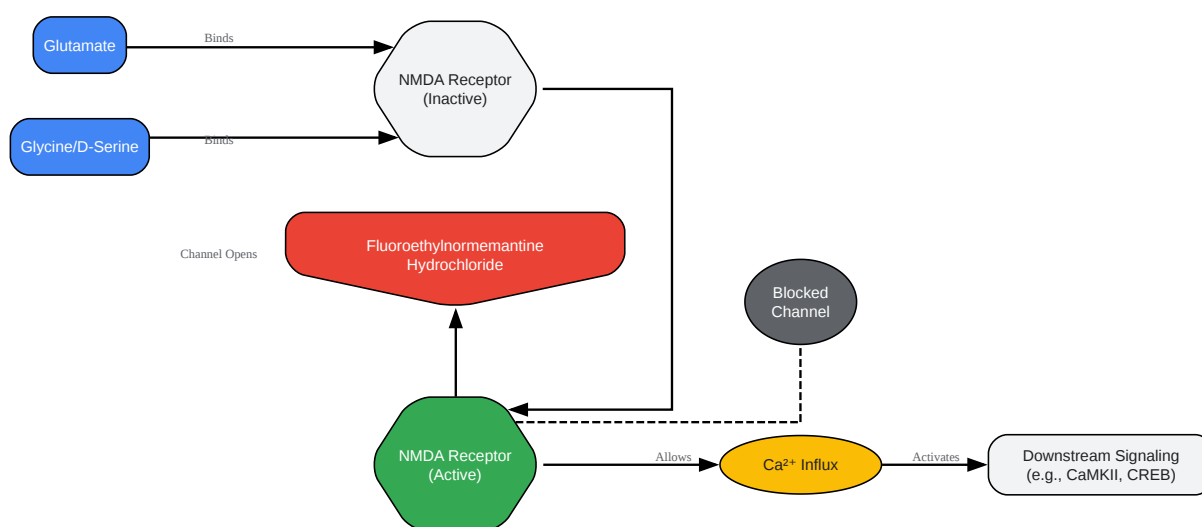 Glutamate
Binds
NMDA Receptor
(Inactive)
Glycine/D-Serine
Binds
Channel Opens
Fluoroethylnormemantine
Hydrochloride
Blocked
Channel
NMDA Receptor
(Active)
Allows
Ca²⁺ Influx
Activates
Downstream Signaling
(e.g., CaMKII, CREB)